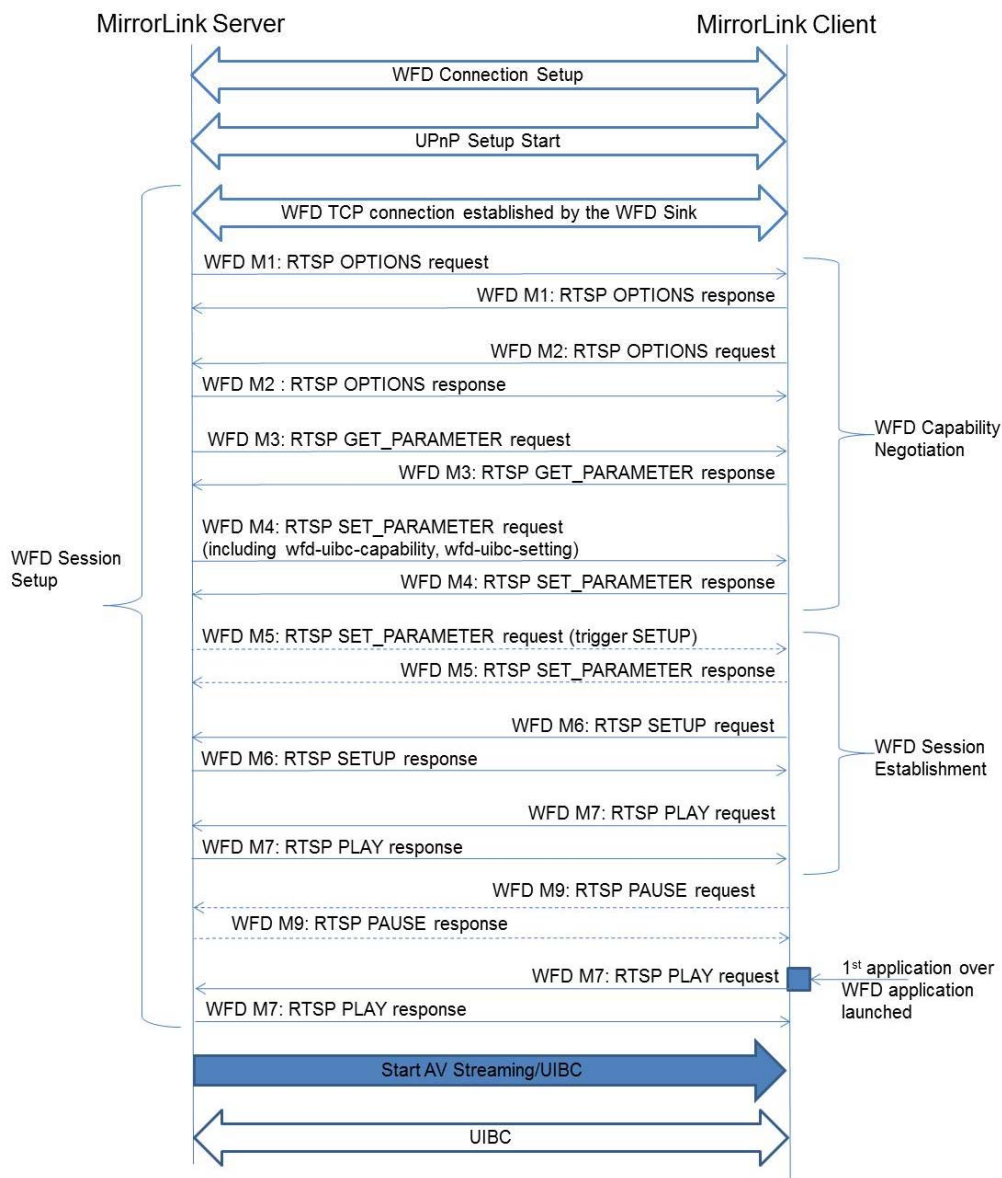 MirrorLink Server
MirrorLink Client
WFD Connection Setup
UPnP Setup Start
WFD TCP connection established by the WFD Sink
WFD M1: RTSP OPTIONS request
WFD M1: RTSP OPTIONS response
WFD M2: RTSP OPTIONS request
WFD M2 : RTSP OPTIONS response
WFD M3: RTSP GET_PARAMETER request
WFD Capability
Negotiation
WFD M3: RTSP GET_PARAMETER response
WFD M4: RTSP SET_PARAMETER request
(including wfd-uibc-capability, wfd-uibc-setting)
WFD Session
Setup
WFD M4: RTSP SET_PARAMETER response
WFD M5: RTSP SET_PARAMETER request (trigger SETUP)
WFD M5: RTSP SET_PARAMETER response
WFD M6: RTSP SETUP request
WFD M6: RTSP SETUP response
WFD Session
Establishment
WFD M7: RTSP PLAY request
WFD M7: RTSP PLAY response
WFD M9: RTSP PAUSE request
WFD M9: RTSP PAUSE response
WFD M7: RTSP PLAY request
1st application over
WFD application
launched
WFD M7: RTSP PLAY response
Start AV Streaming/UIBC
UIBC